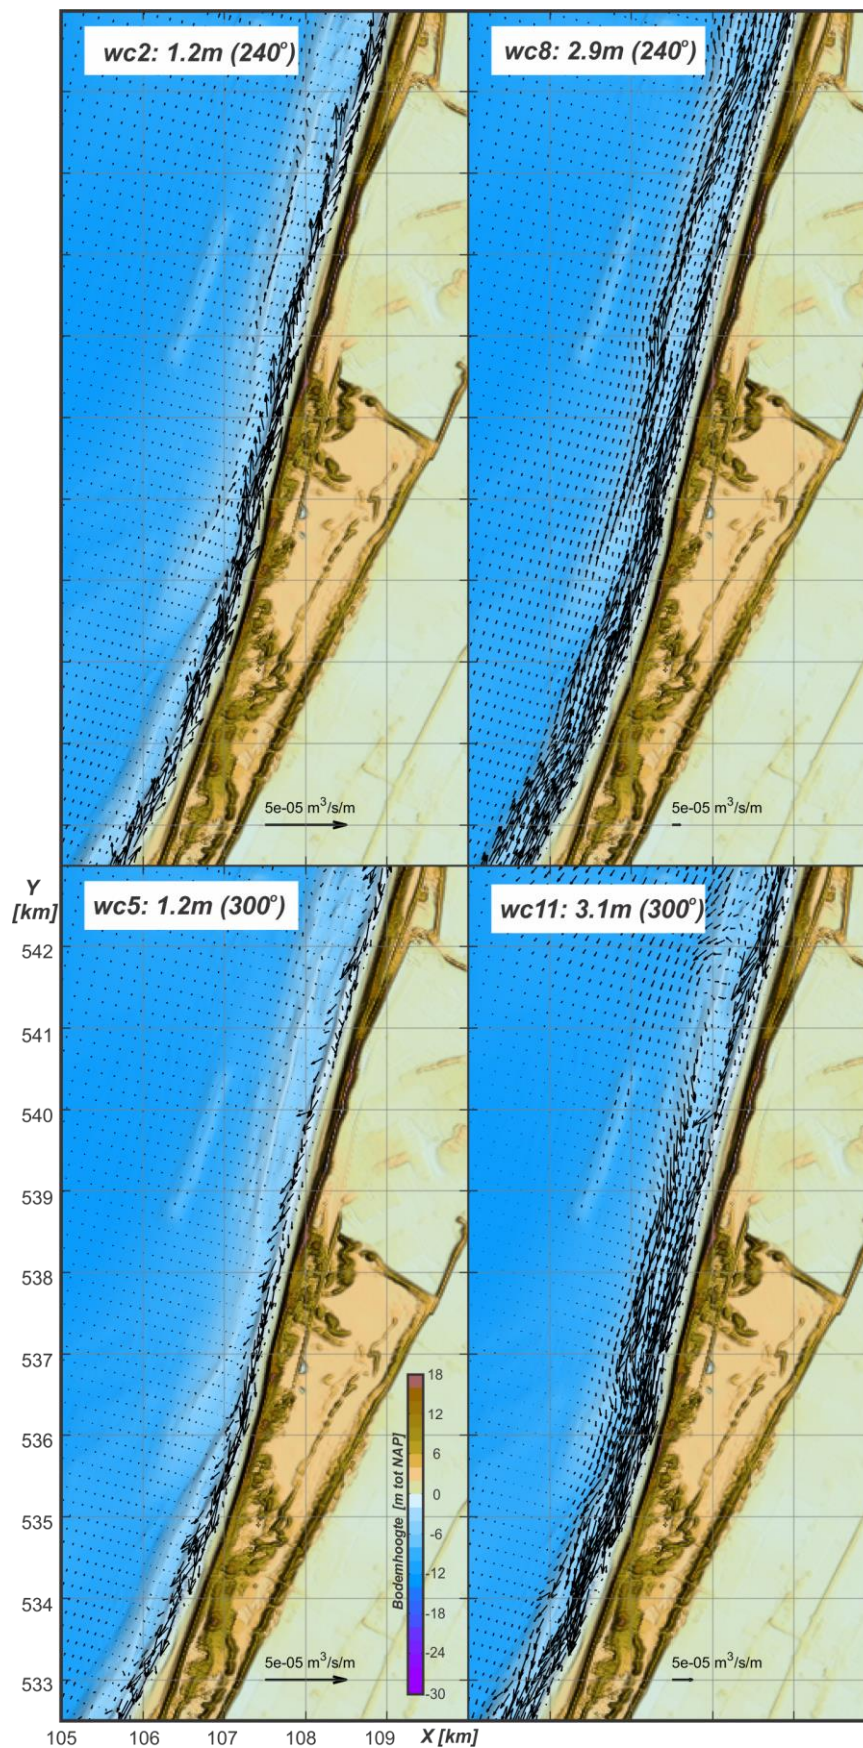 wc2: 1.2m (240°)
wc8: 2.9m (240°)
5e-05 m³/s/m
5e-05 m³/s/m
wc5: 1.2m (300°)
wc11: 3.1m (300°)
Y
[km]
542
541
540
539
538
537
536
535
534
533
18
12
6
0
-6
-12
-18
-24
-30
Bodemhoogte [m tot NAP]
5e-05 m³/s/m
5e-05 m³/s/m
105
106
107
108
109
X [km]